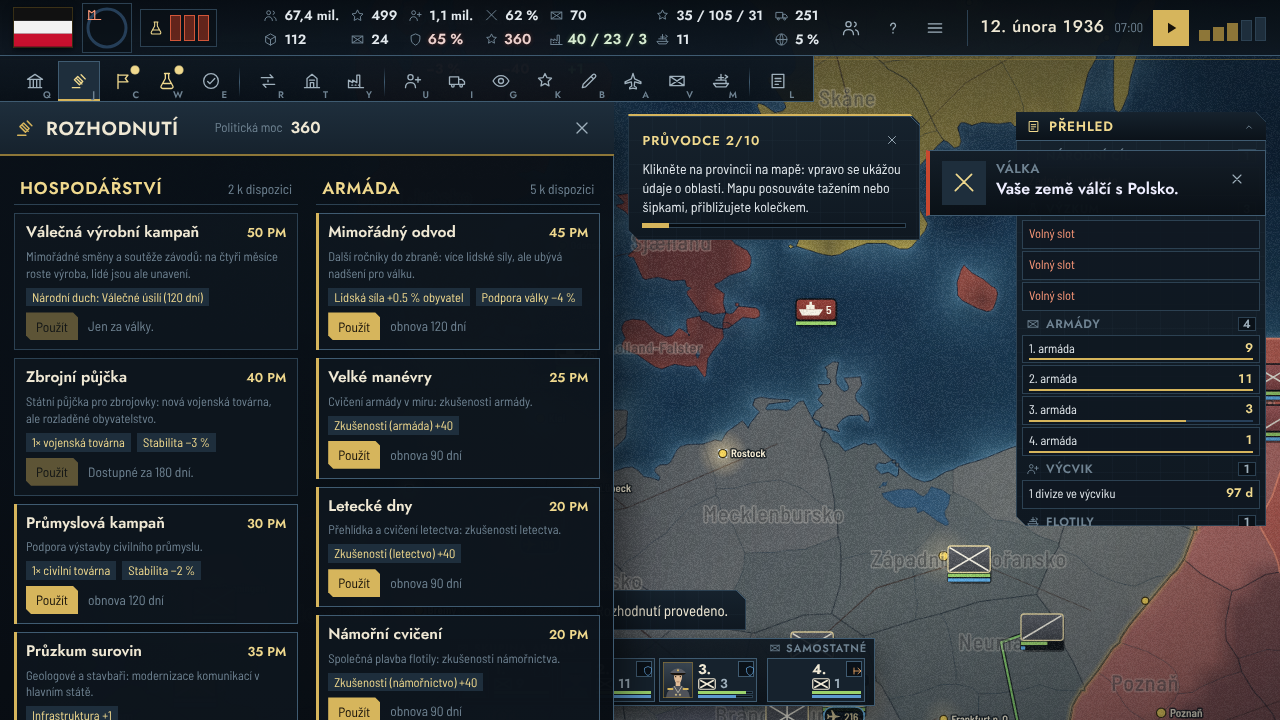 67,4 mil.
499
1,1 mil.
62 %
70
35 / 105 / 31
251
112
24
65 %
360
40 / 23 / 3
11
5 %
?
12. února 1936
07:00
Q
C
W
E
R
T
Y
U
I
G
K
B
A
V
M
L
ROZHODNUTÍ
Politická moc 360
HOSPODÁŘSTVÍ
2 k dispozici
Válečná výrobní kampaň
50 PM
Mimořádné směny a soutěže závodů: na čtyři měsíce
roste výroba, lidé jsou ale unavení.
Národní duch: Válečné úsilí (120 dní)
Použít
Jen za války.
Zbrojní půjčka
40 PM
Státní půjčka pro zbrojovky: nová vojenská továrna,
ale rozladěné obyvatelstvo.
1× vojenská továrna
Stabilita −3 %
Použít
Dostupné za 180 dní.
Průmyslová kampaň
30 PM
Podpora výstavby civilního průmyslu.
1× civilní továrna
Stabilita −2 %
Použít
obnova 120 dní
Průzkum surovin
35 PM
Geologové a stavbaři: modernizace komunikací v
hlavním státě.
Infrastruktura +1
ARMÁDA
5 k dispozici
Mimořádný odvod
45 PM
Další ročníky do zbraně: více lidské síly, ale ubývá
nadšení pro válku.
Lidská síla +0.5 % obyvatel
Podpora války −4 %
Použít
obnova 120 dní
Velké manévry
25 PM
Cvičení armády v míru: zkušenosti armády.
Zkušenosti (armáda) +40
Použít
obnova 90 dní
Letecké dny
20 PM
Přehlídka a cvičení letectva: zkušenosti letectva.
Zkušenosti (letectvo) +40
Použít
obnova 90 dní
Námořní cvičení
20 PM
Společná plavba flotily: zkušenosti námořnictva.
Zkušenosti (námořnictvo) +40
Použít
obnova 90 dní
PRŮVODCE 2/10
Klikněte na provincii na mapě: vpravo se ukážou
údaje o oblasti. Mapu posouváte tažením nebo
šipkami, přibližujete kolečkem.
PŘEHLED
VÁLKA
Vaše země válčí s Polsko.
Volný slot
Volný slot
Volný slot
ARMÁDY
4
1. armáda
9
2. armáda
11
3. armáda
3
4. armáda
1
VÝCVIK
1
1 divize ve výcviku
97 d
FLOTILY
1
Skåne
Sjælland
5
olland-Falster
Rostock
beck
Mecklenbursko
Poznaň
Poznaň
zhodnutí provedeno.
SAMOSTATNÉ
11
3.
3
4.
1
216